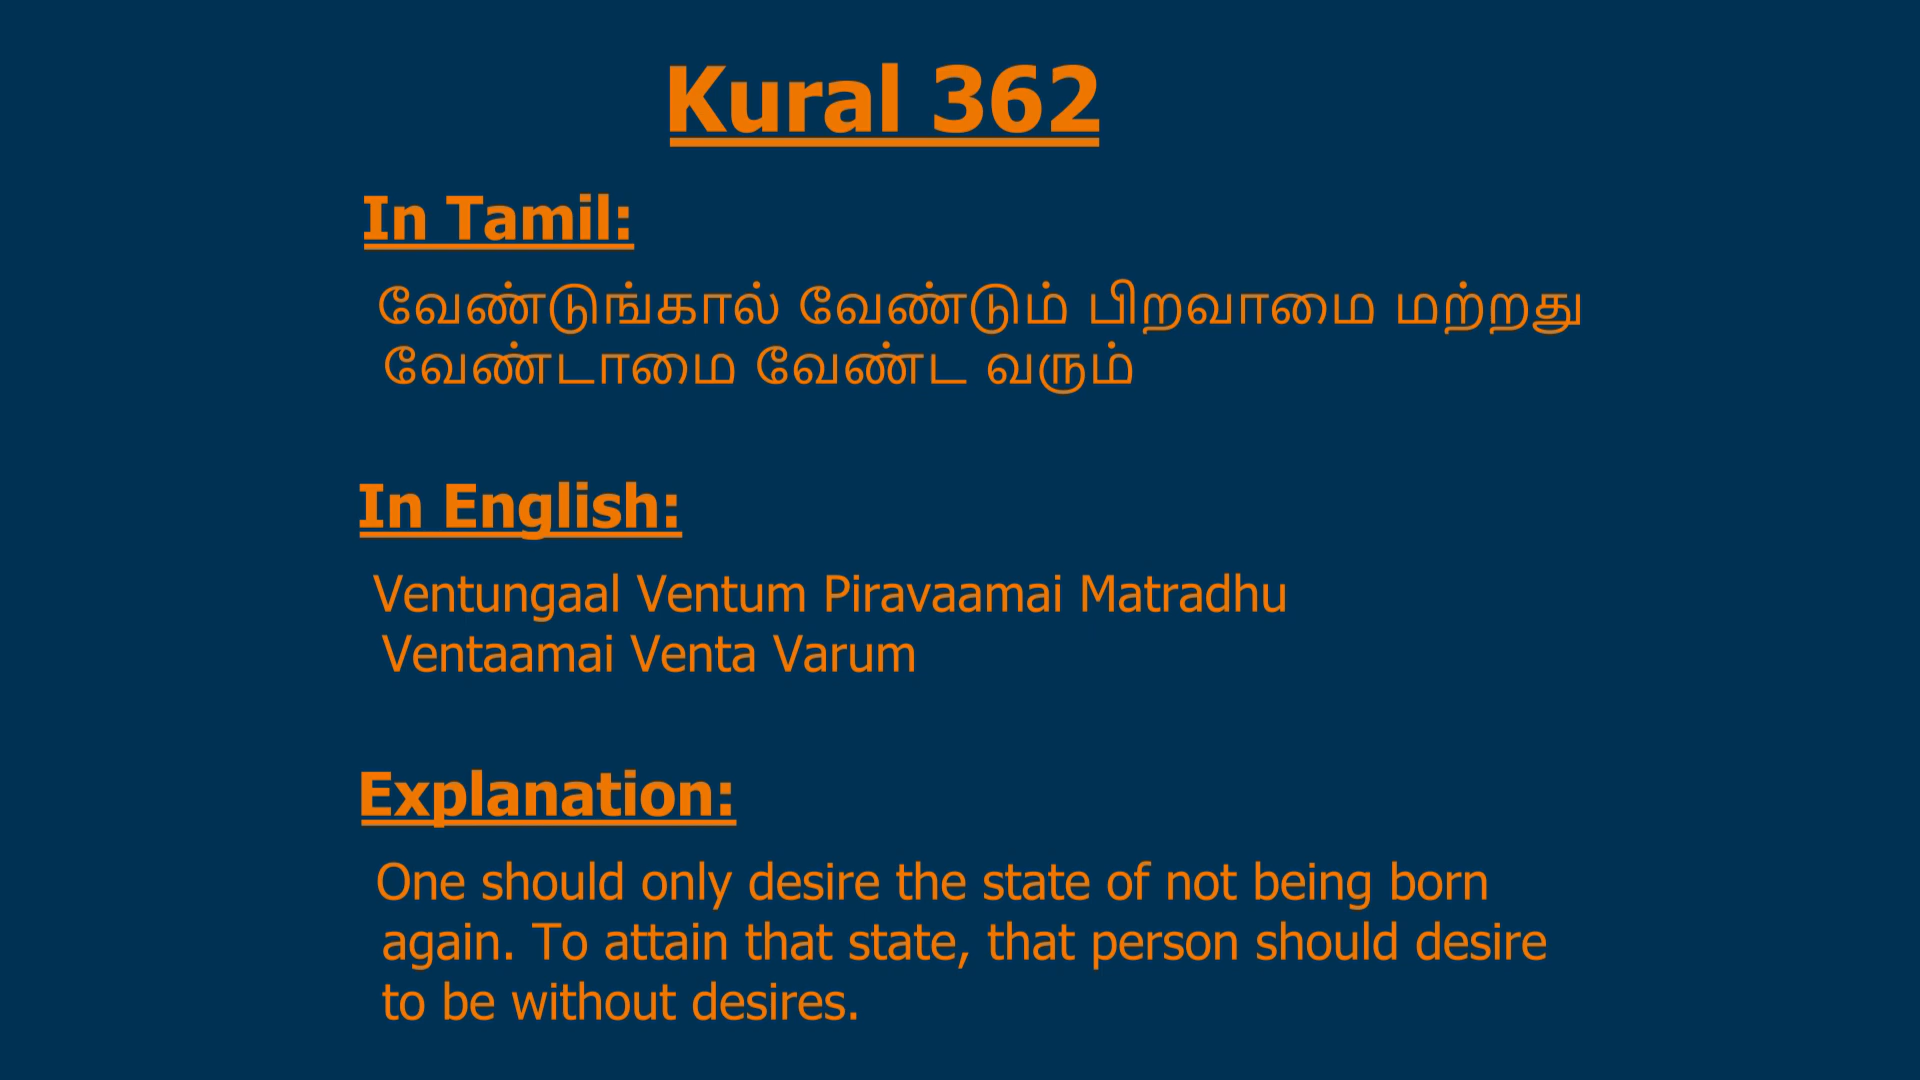 Kural 362
In Tamil:
வேண்டுங்கால் வேண்டும் பிறவாமை மற்றது
வேண்டாமை வேண்ட வரும்
In English:
Ventungaal Ventum Piravaamai Matradhu
Ventaamai Venta Varum
Explanation:
One should only desire the state of not being born
again. To attain that state, that person should desire
to be without desires.